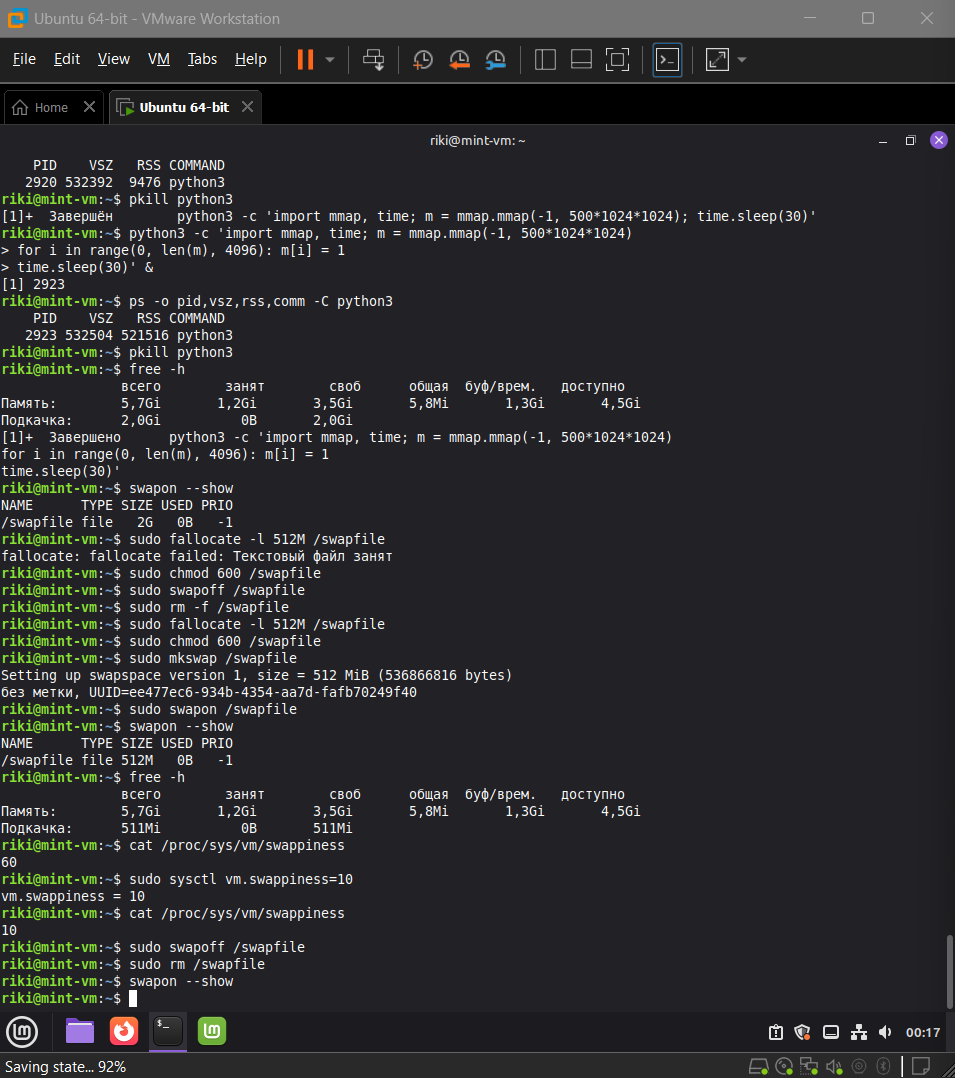 Ubuntu 64-bit - VMware Workstation
File Edit View VM Tabs Help
Home Ubuntu 64-bit
riki@mint-vm: ~
    PID    VSZ   RSS COMMAND
   2920 532392  9476 python3
riki@mint-vm:~$ pkill python3
[1]+  Завершён        python3 -c 'import mmap, time; m = mmap.mmap(-1, 500*1024*1024); time.sleep(30)'
riki@mint-vm:~$ python3 -c 'import mmap, time; m = mmap.mmap(-1, 500*1024*1024)
> for i in range(0, len(m), 4096): m[i] = 1
> time.sleep(30)' &
[1] 2923
riki@mint-vm:~$ ps -o pid,vsz,rss,comm -C python3
    PID    VSZ   RSS COMMAND
   2923 532504 521516 python3
riki@mint-vm:~$ pkill python3
riki@mint-vm:~$ free -h
               всего        занят        своб      общая  буф/врем.   доступно
Память:        5,7Gi       1,2Gi       3,5Gi       5,8Mi       1,3Gi       4,5Gi
Подкачка:      2,0Gi          0B       2,0Gi
[1]+  Завершено      python3 -c 'import mmap, time; m = mmap.mmap(-1, 500*1024*1024)
for i in range(0, len(m), 4096): m[i] = 1
time.sleep(30)'
riki@mint-vm:~$ swapon --show
NAME      TYPE SIZE USED PRIO
/swapfile file   2G   0B   -1
riki@mint-vm:~$ sudo fallocate -l 512M /swapfile
fallocate: fallocate failed: Текстовый файл занят
riki@mint-vm:~$ sudo chmod 600 /swapfile
riki@mint-vm:~$ sudo swapoff /swapfile
riki@mint-vm:~$ sudo rm -f /swapfile
riki@mint-vm:~$ sudo fallocate -l 512M /swapfile
riki@mint-vm:~$ sudo chmod 600 /swapfile
riki@mint-vm:~$ sudo mkswap /swapfile
Setting up swapspace version 1, size = 512 MiB (536866816 bytes)
без метки, UUID=ee477ec6-934b-4354-aa7d-fafb70249f40
riki@mint-vm:~$ sudo swapon /swapfile
riki@mint-vm:~$ swapon --show
NAME      TYPE SIZE USED PRIO
/swapfile file 512M   0B   -1
riki@mint-vm:~$ free -h
               всего        занят        своб      общая  буф/врем.   доступно
Память:        5,7Gi       1,2Gi       3,5Gi       5,8Mi       1,3Gi       4,5Gi
Подкачка:      511Mi          0B       511Mi
riki@mint-vm:~$ cat /proc/sys/vm/swappiness
60
riki@mint-vm:~$ sudo sysctl vm.swappiness=10
vm.swappiness = 10
riki@mint-vm:~$ cat /proc/sys/vm/swappiness
10
riki@mint-vm:~$ sudo swapoff /swapfile
riki@mint-vm:~$ sudo rm /swapfile
riki@mint-vm:~$ swapon --show
riki@mint-vm:~$
00:17
Saving state... 92%